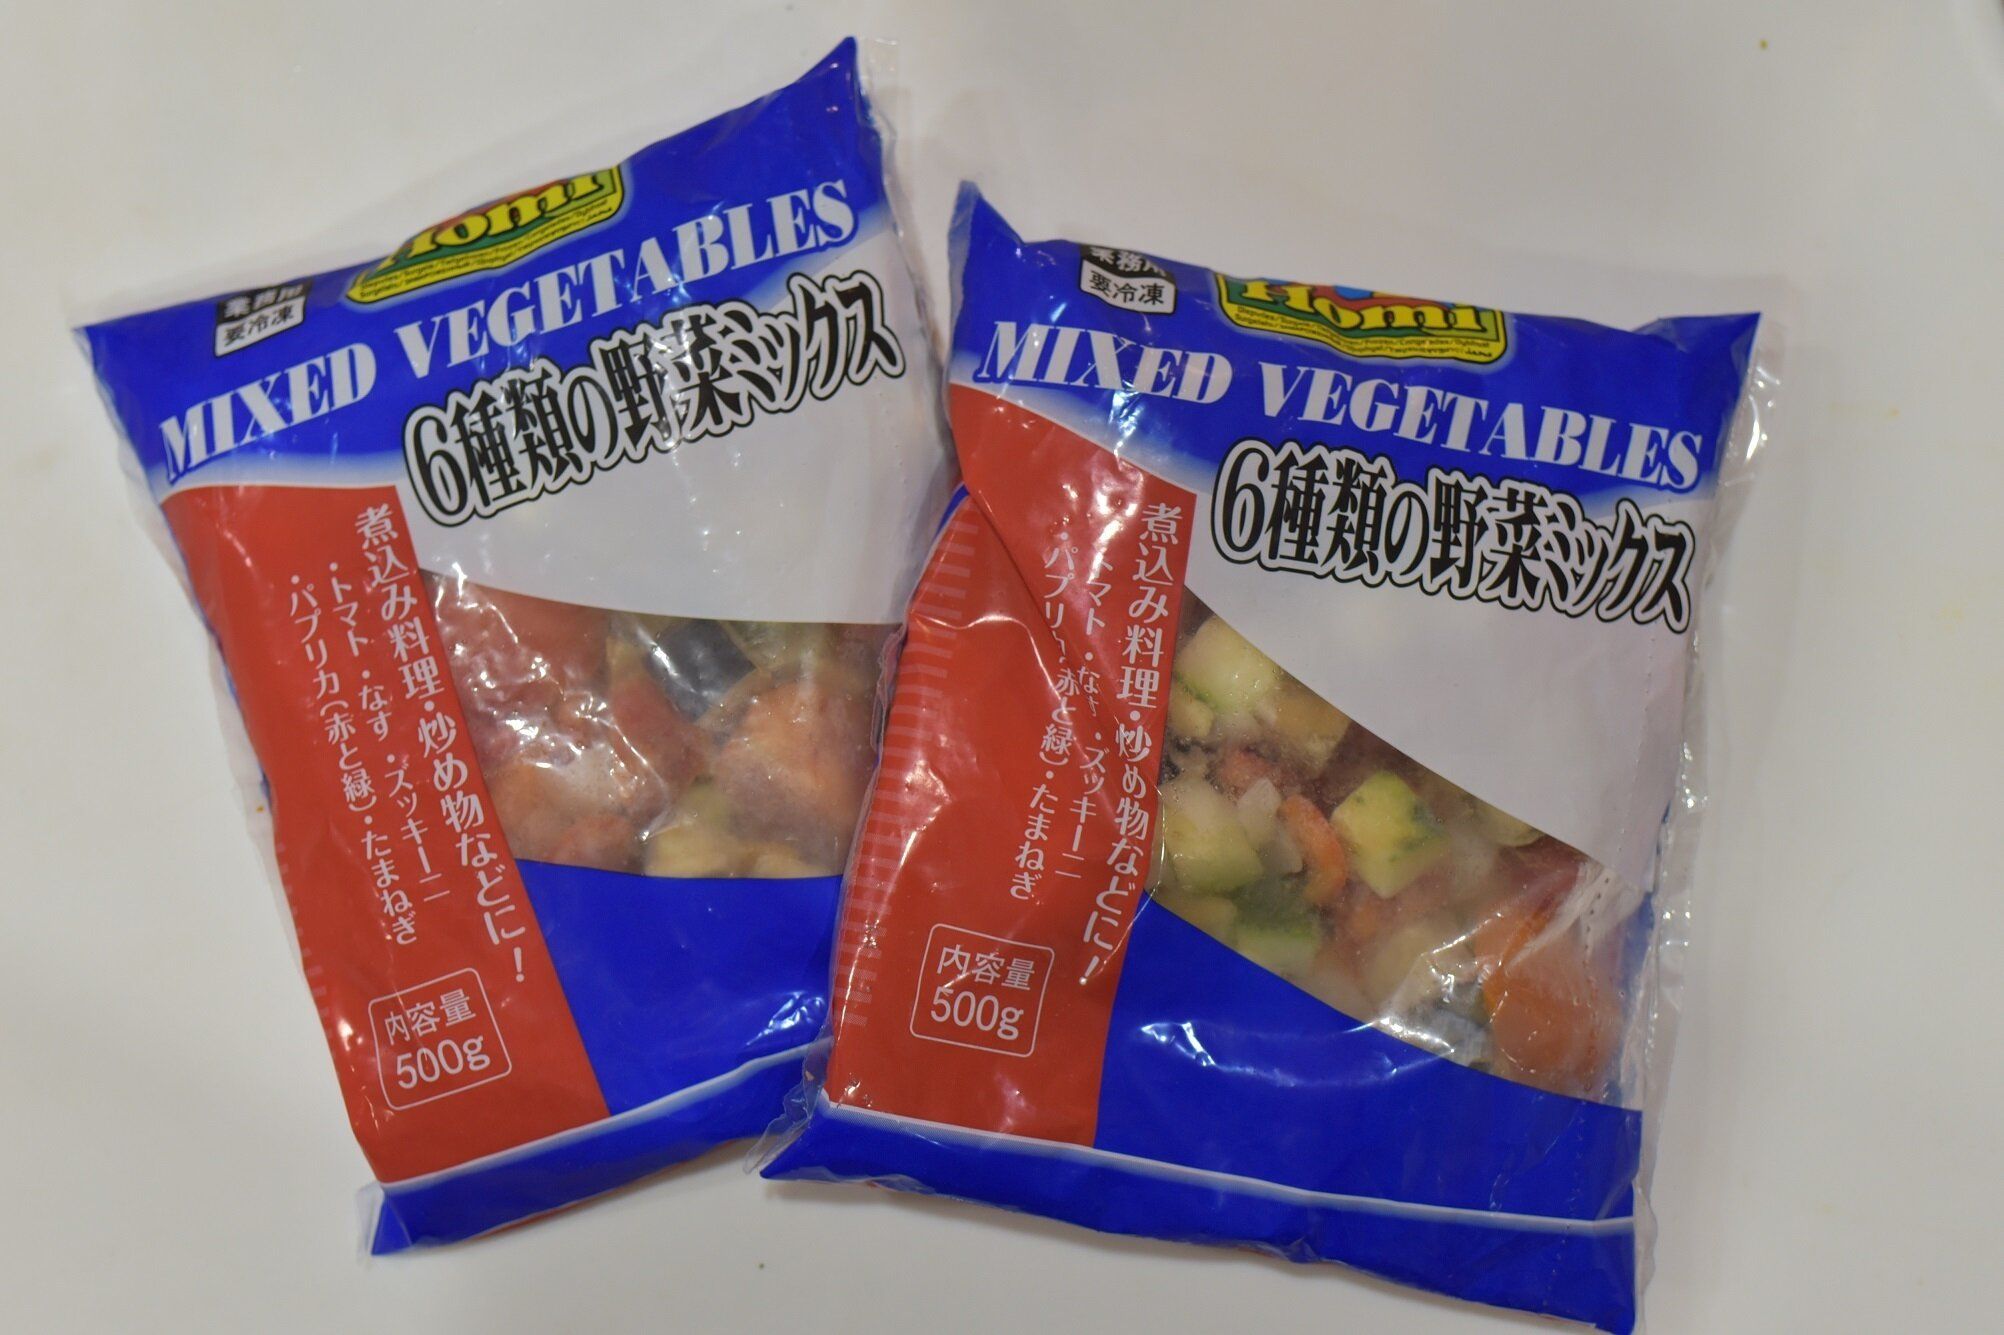 業務用
要冷凍
Homi
MIXED VEGETABLES
6種類の野菜ミックス
煮込み料理・炒め物などに!
・トマト・なす・ズッキーニ
・パプリカ(赤と緑)・たまねぎ
内容量
500g
業務用
要冷凍
Homi
MIXED VEGETABLES
6種類の野菜ミックス
煮込み料理・炒め物などに!
・トマト・なす・ズッキーニ
・パプリカ(赤と緑)・たまねぎ
内容量
500g